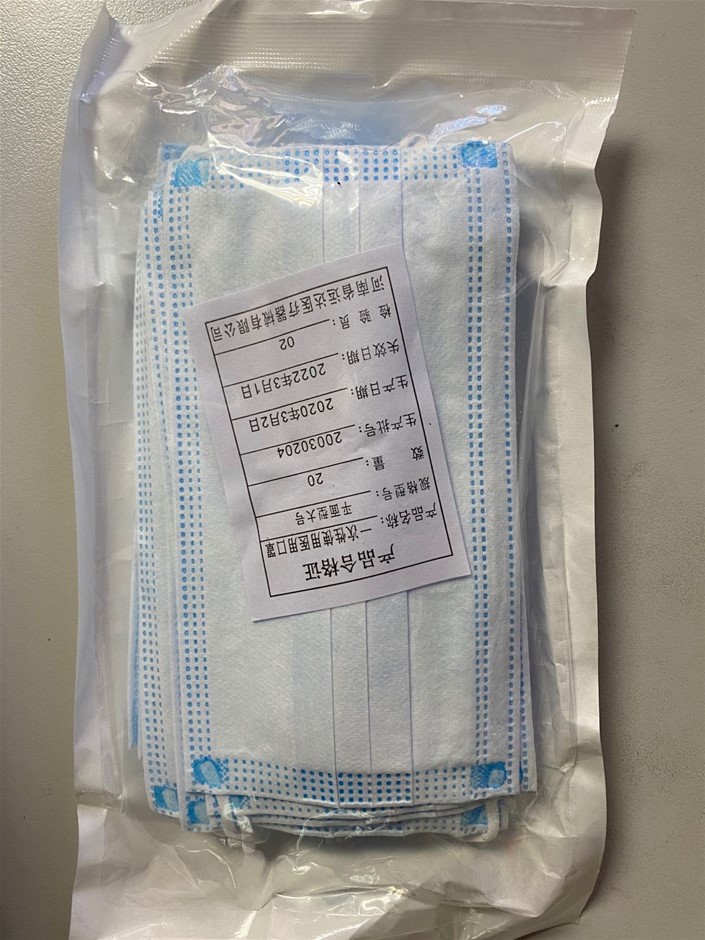 产品合格证
产品名称：一次性使用医用口罩
规格型号：平面型大号
数 量：20
生产批号：20030204
生产日期：2020年3月2日
失效日期：2022年3月1日
检 验 员：02
河南省运达医疗器械有限公司